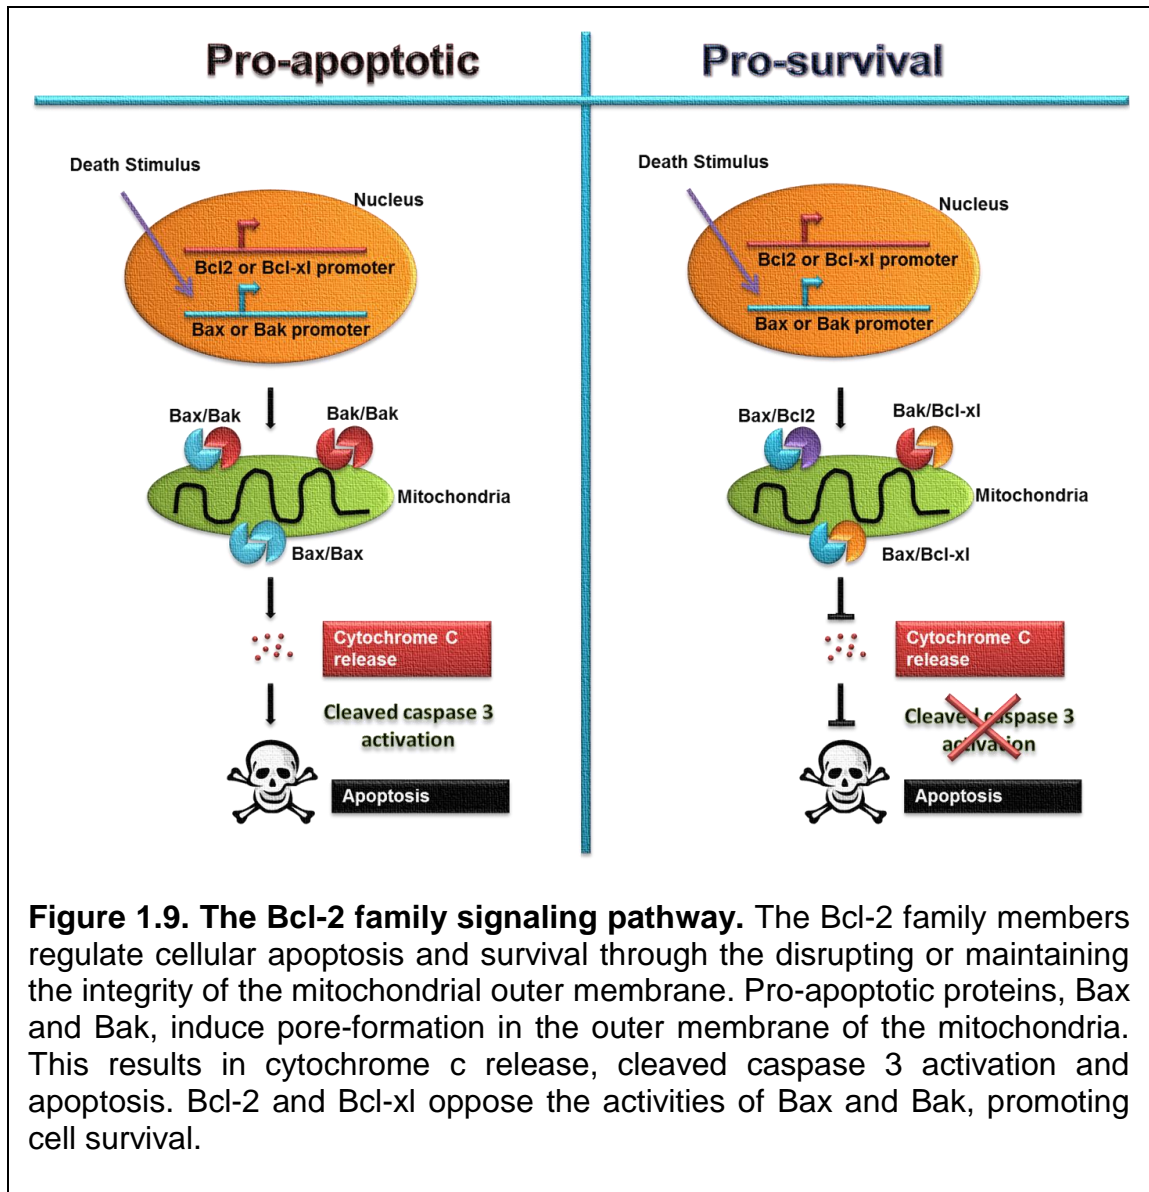 Pro-apoptotic
Pro-survival
Death Stimulus
Nucleus
Bcl2 or Bcl-xl promoter
Bax or Bak promoter
Bax/Bak
Bak/Bak
Mitochondria
Bax/Bax
Cytochrome C
release
Cleaved caspase 3
activation
Apoptosis
Death Stimulus
Nucleus
Bcl2 or Bcl-xl promoter
Bax or Bak promoter
Bax/Bcl2
Bak/Bcl-xl
Mitochondria
Bax/Bcl-xl
Cytochrome C
release
Cleaved caspase 3
activation
Apoptosis
Figure 1.9. The Bcl-2 family signaling pathway. The Bcl-2 family members
regulate cellular apoptosis and survival through the disrupting or maintaining
the integrity of the mitochondrial outer membrane. Pro-apoptotic proteins, Bax
and Bak, induce pore-formation in the outer membrane of the mitochondria.
This results in cytochrome c release, cleaved caspase 3 activation and
apoptosis. Bcl-2 and Bcl-xl oppose the activities of Bax and Bak, promoting
cell survival.